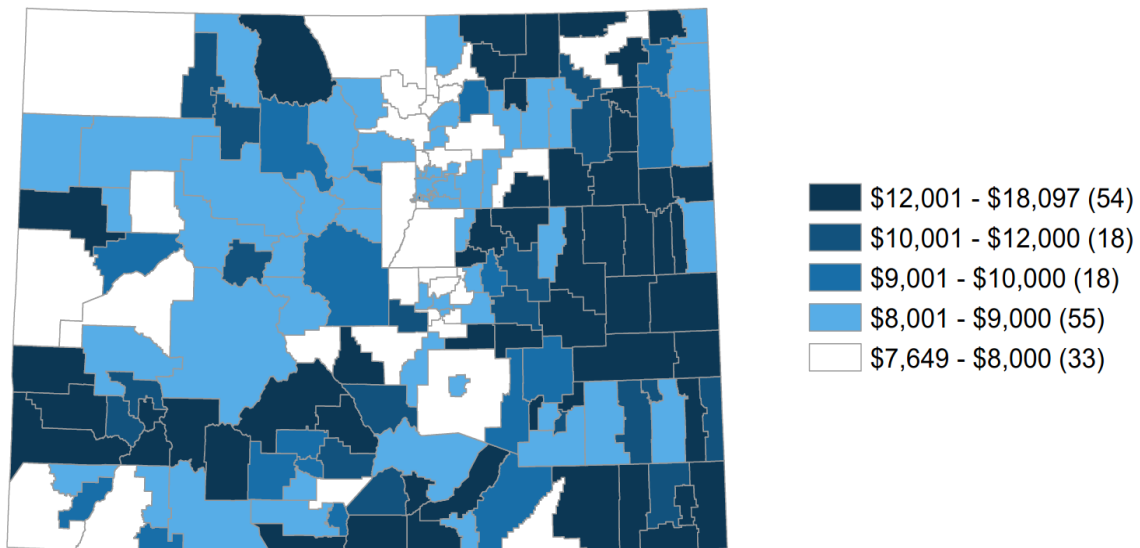 $12,001 - $18,097 (54)
$10,001 - $12,000 (18)
$9,001 - $10,000 (18)
$8,001 - $9,000 (55)
$7,649 - $8,000 (33)